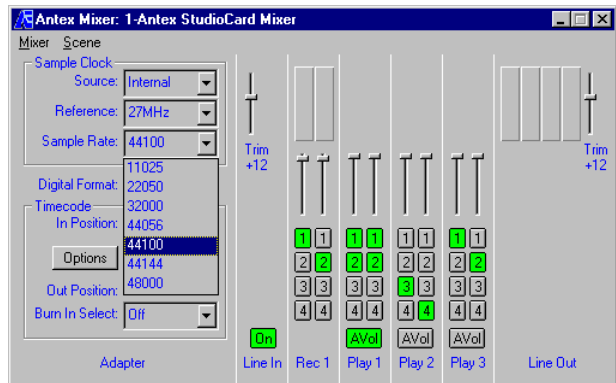 Antex Mixer: 1-Antex StudioCard Mixer
Mixer Scene
Sample Clock
Source: Internal
Reference: 27MHz
Sample Rate: 44100
11025
22050
32000
44056
44100
44144
48000
Digital Format:
Timecode
In Position:
Options
Out Position:
Burn In Select: Off
Adapter
Trim
+12
On
Line In
1 1
2 2
3 3
4 4
Rec 1
1 1
2 2
3 3
4 4
AVol
Play 1
1 1
2 2
3 3
4 4
AVol
Play 2
1 1
2 2
3 3
4 4
AVol
Play 3
Trim
+12
Line Out